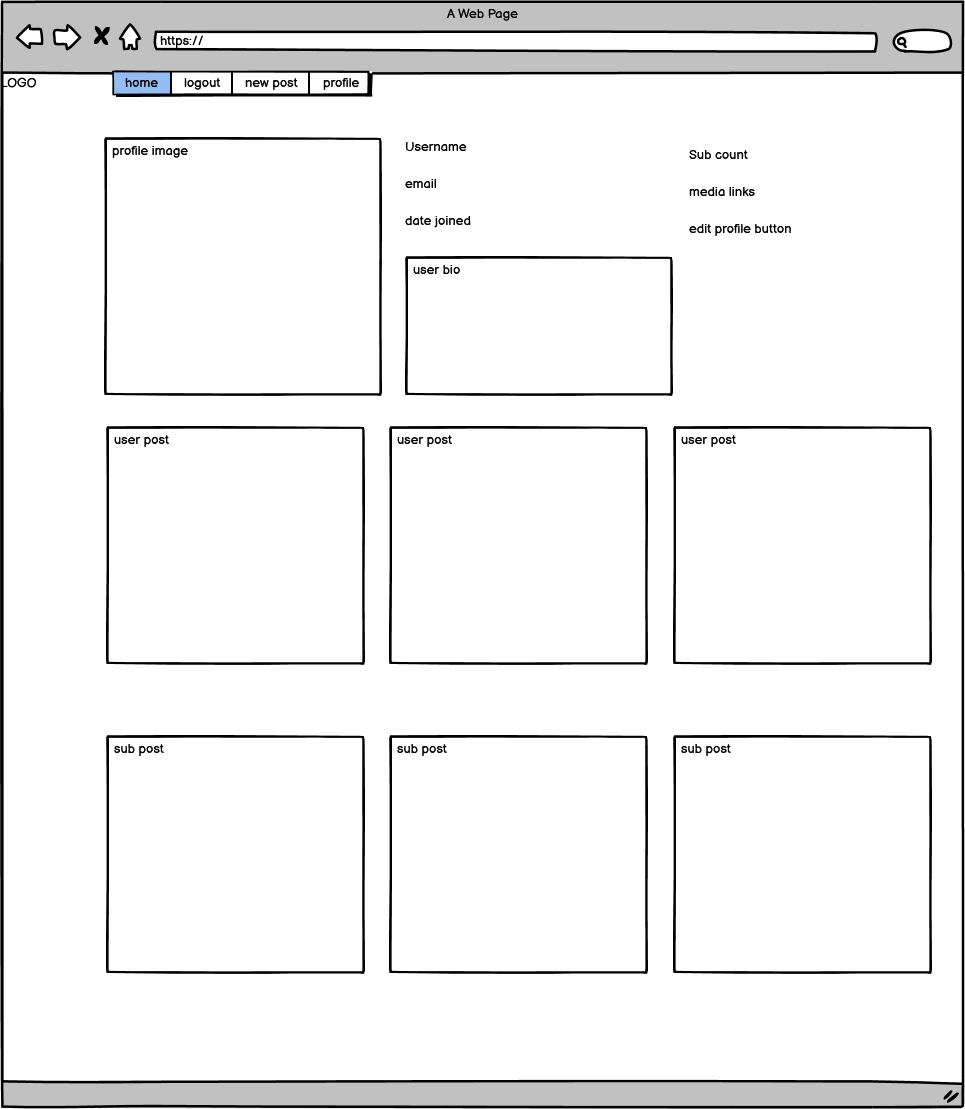 A Web Page
https://
LOGO
home logout new post profile
profile image
Username
email
date joined
user bio
Sub count
media links
edit profile button
user post user post user post
sub post sub post sub post